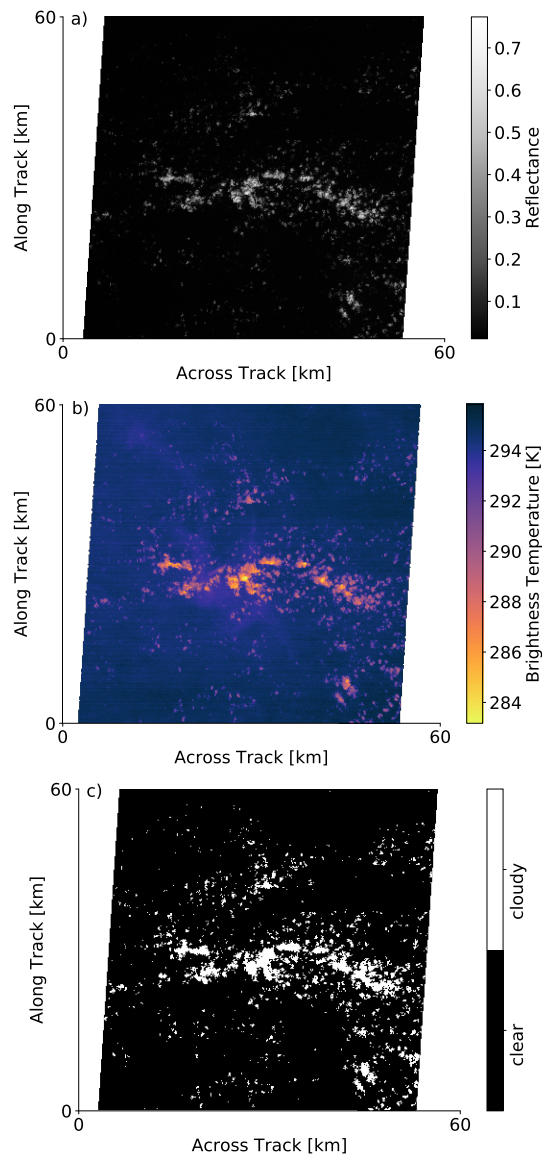 a)
60
0
0
60
Along Track [km]
Across Track [km]
0.7
0.6
0.5
0.4
0.3
0.2
0.1
Reflectance
b)
60
0
0
60
Along Track [km]
Across Track [km]
294
292
290
288
286
284
Brightness Temperature [K]
c)
60
0
0
60
Along Track [km]
Across Track [km]
cloudy
clear